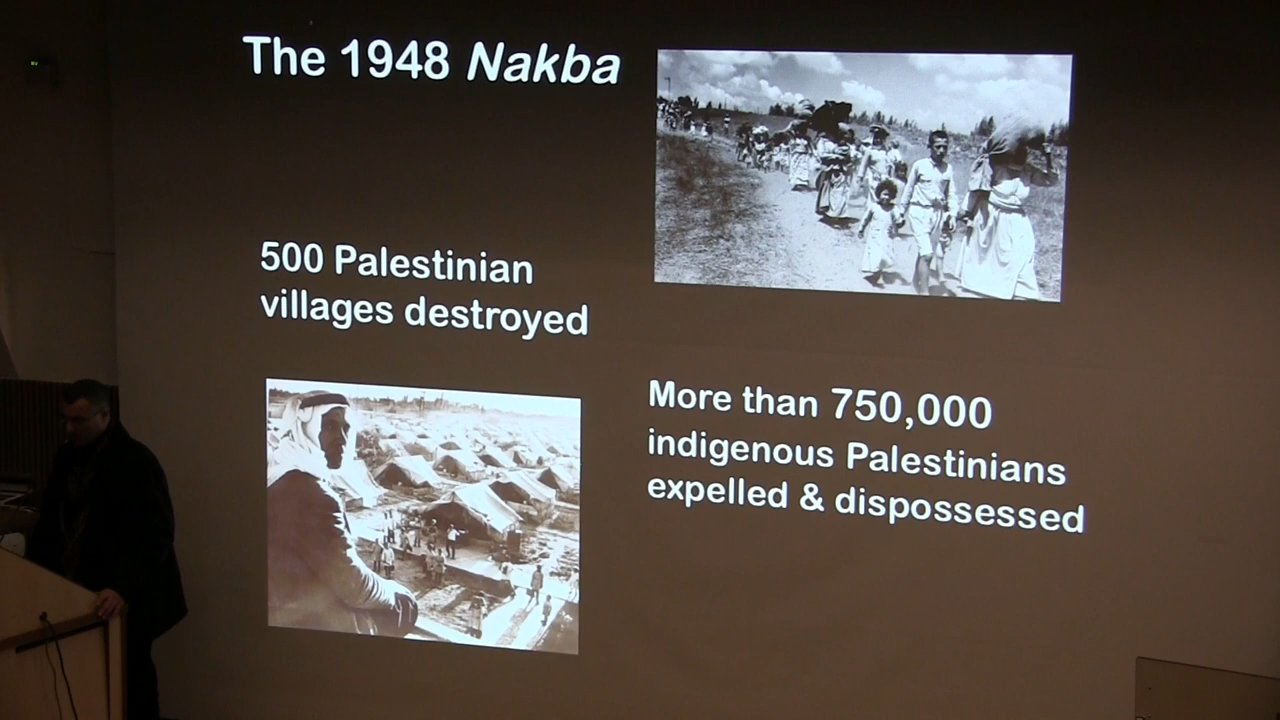 The 1948 Nakba
500 Palestinian
villages destroyed
More than 750,000
indigenous Palestinians
expelled & dispossessed